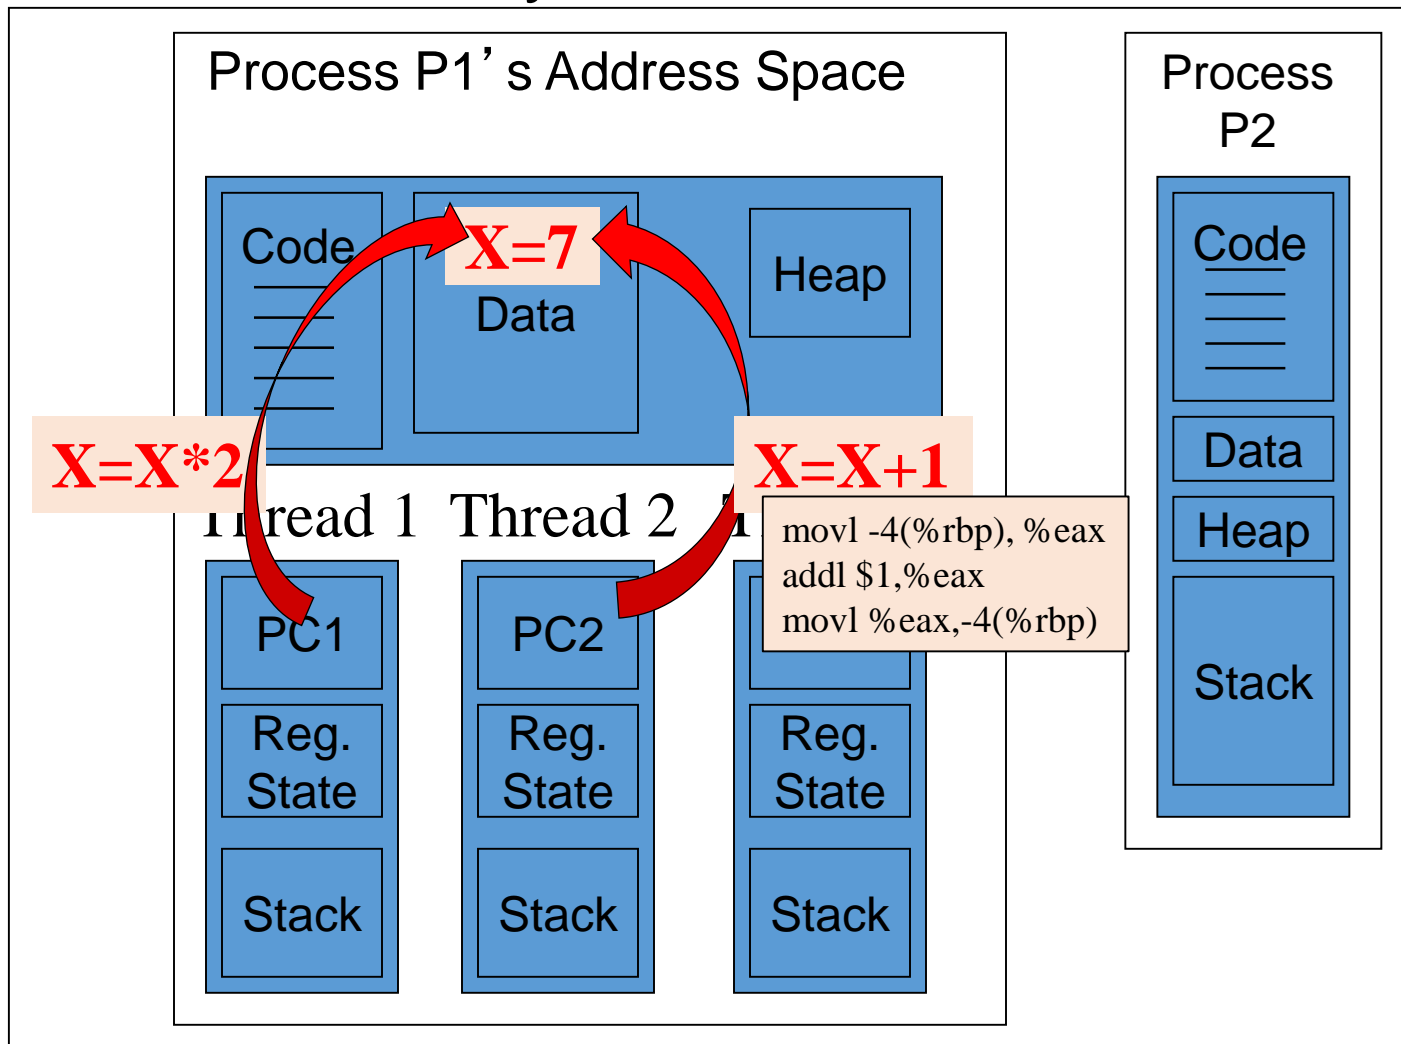 Process P1’s Address Space
Code
X=7
Data
Heap
X=X*2
X=X+1
Thread 1
Thread 2
movl -4(%rbp), %eax
addl $1,%eax
movl %eax,-4(%rbp)
PC1
PC2
Reg.
State
Reg.
State
Reg.
State
Stack
Stack
Stack
Process
P2
Code
Data
Heap
Stack